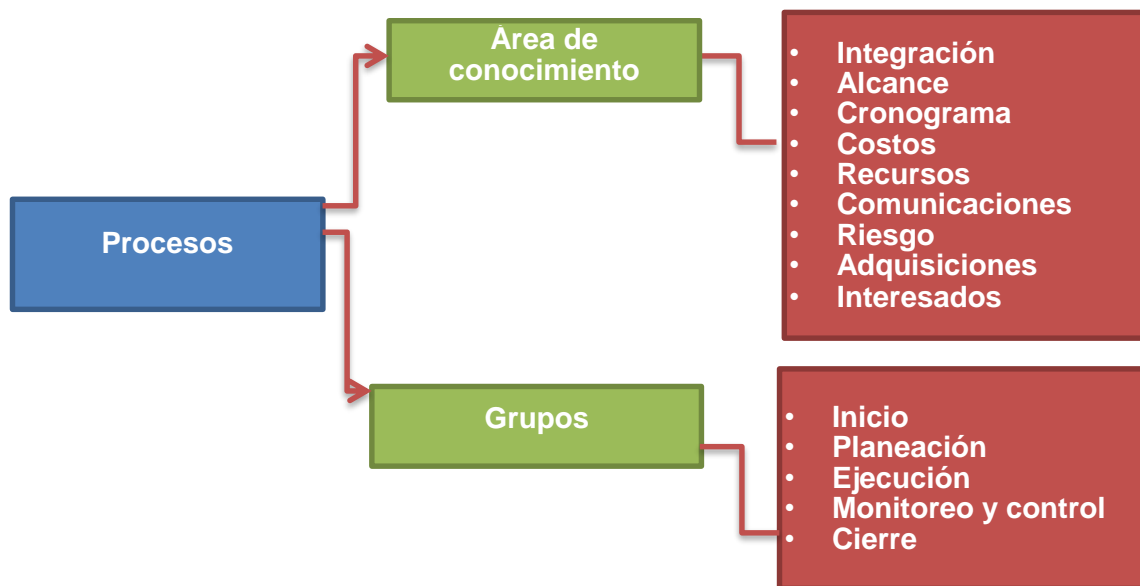 Procesos
Área de
conocimiento
• Integración
• Alcance
• Cronograma
• Costos
• Recursos
• Comunicaciones
• Riesgo
• Adquisiciones
• Interesados
Grupos
• Inicio
• Planeación
• Ejecución
• Monitoreo y control
• Cierre